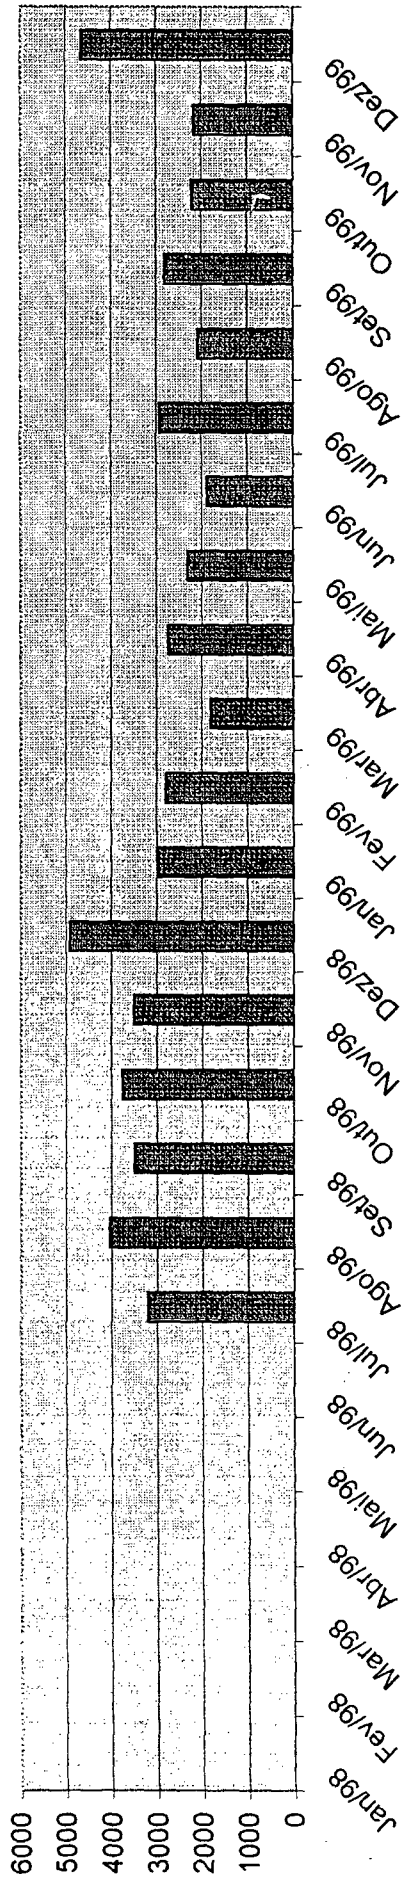 6000
5000
4000
3000
2000
1000
0
Jan/98
Fev/98
Mar/98
Abr/98
Mai/98
Jun/98
Jul/98
Ago/98
Set/98
Out/98
Nov/98
Dez/98
Jan/99
Fev/99
Mar/99
Abr/99
Mai/99
Jun/99
Jul/99
Ago/99
Set/99
Out/99
Nov/99
Dez/99